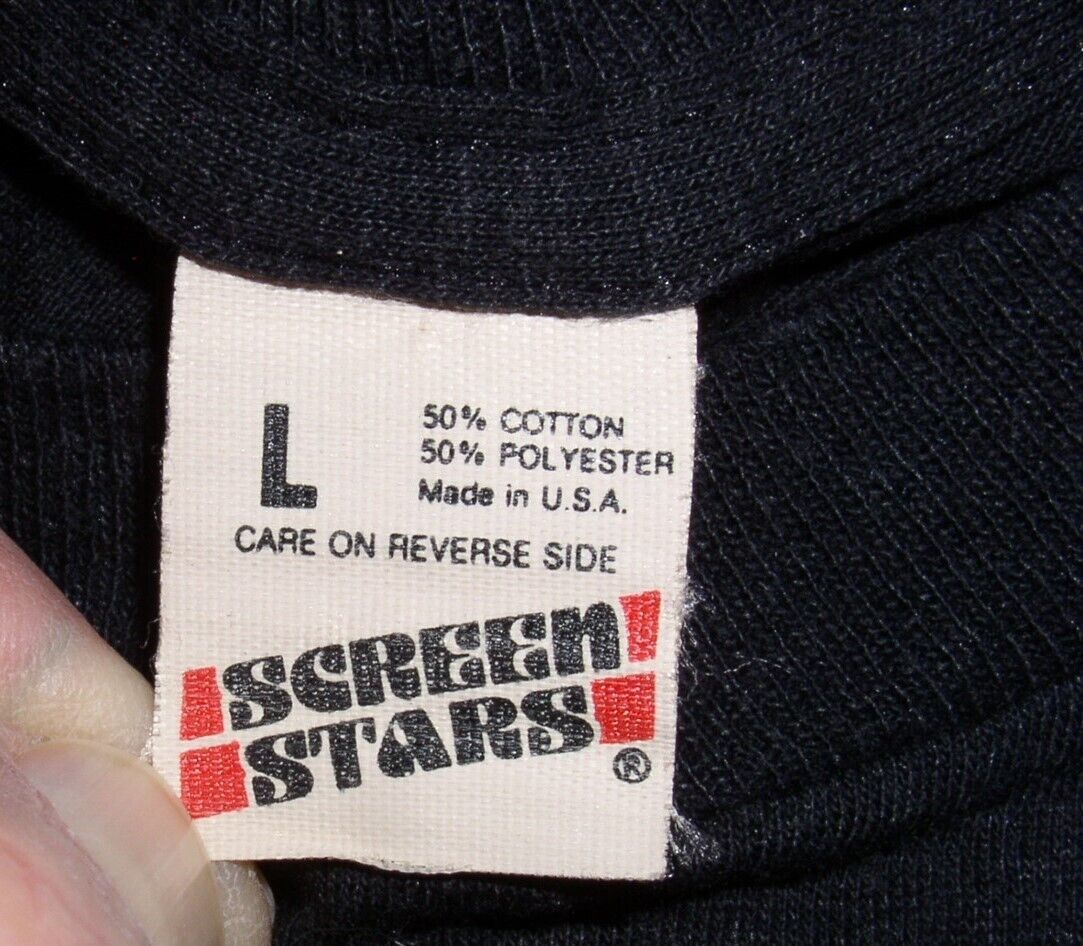 L
50% COTTON
50% POLYESTER
Made in U.S.A.
CARE ON REVERSE SIDE
SCREEN
STARS
®